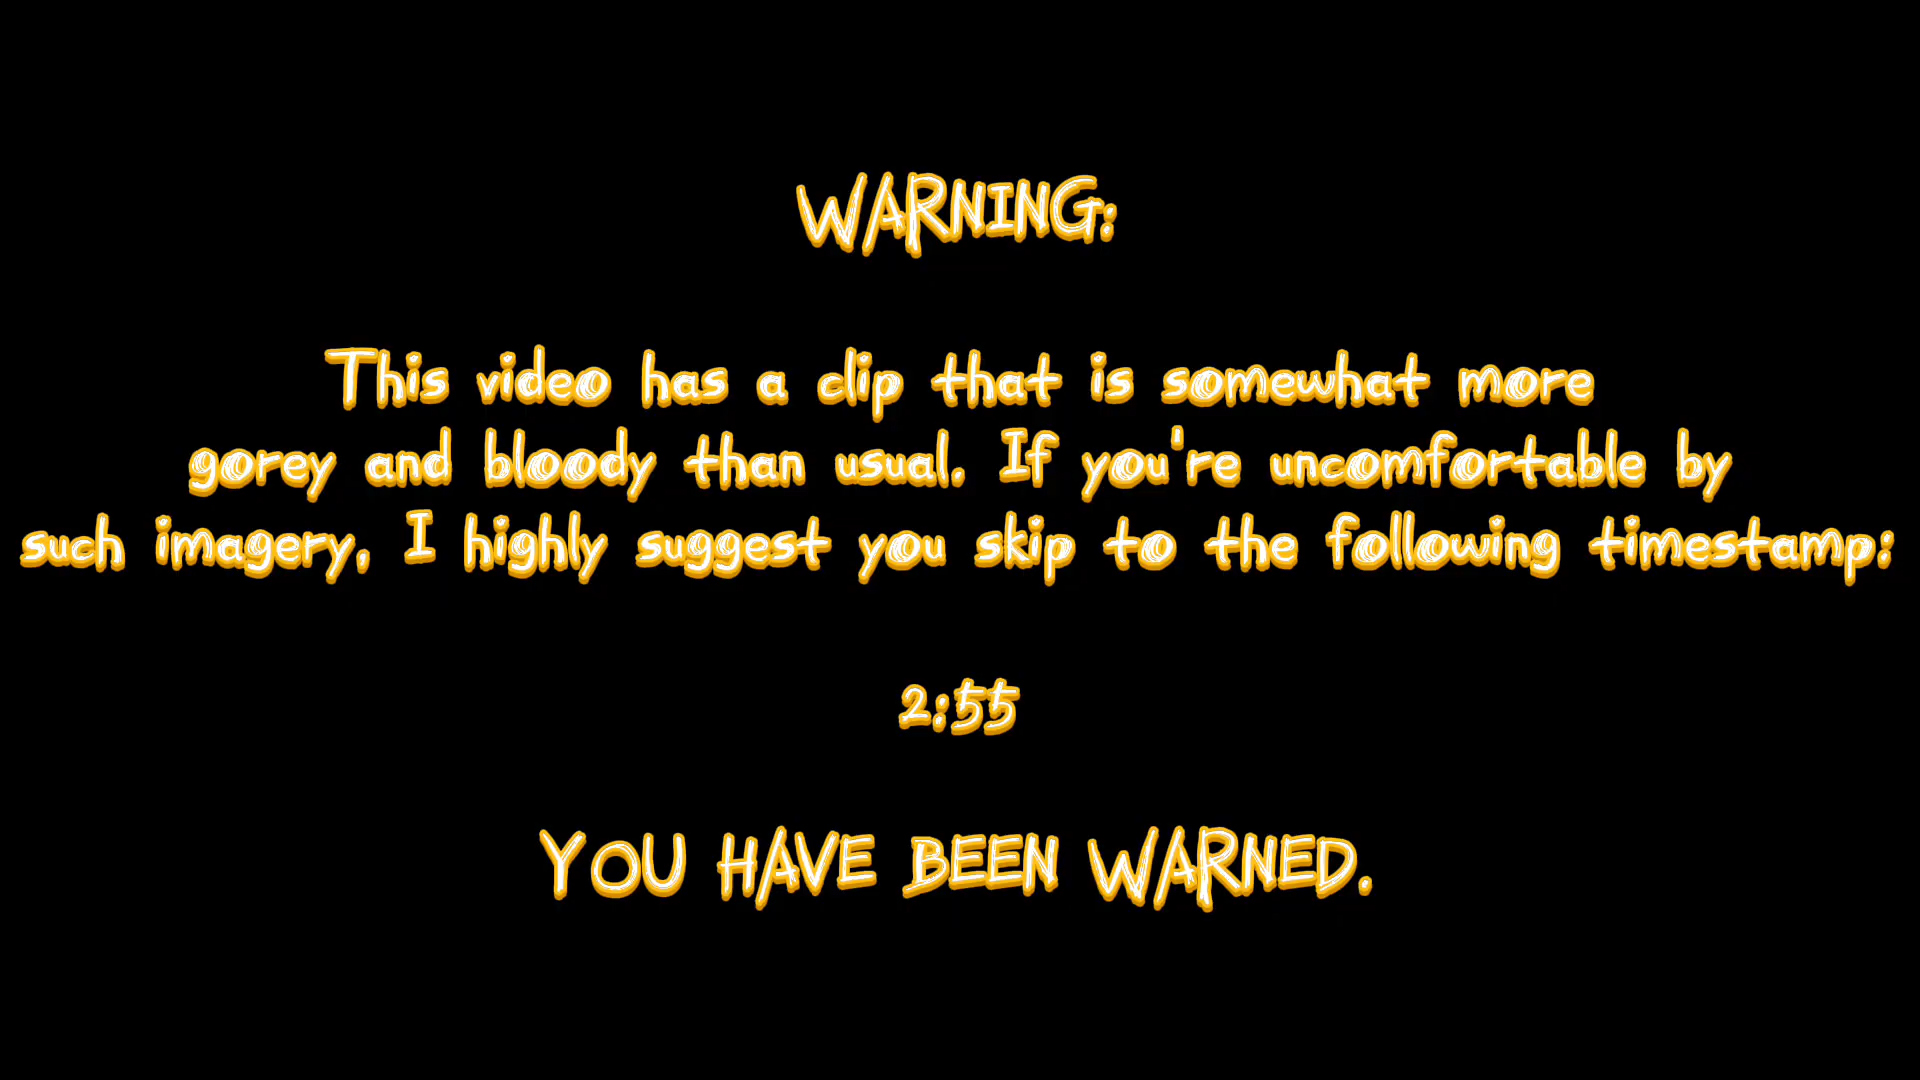 WARNING:
This video has a clip that is somewhat more
gorey and bloody than usual. If you're uncomfortable by
such imagery, I highly suggest you skip to the following timestamp:
2:55
YOU HAVE BEEN WARNED.